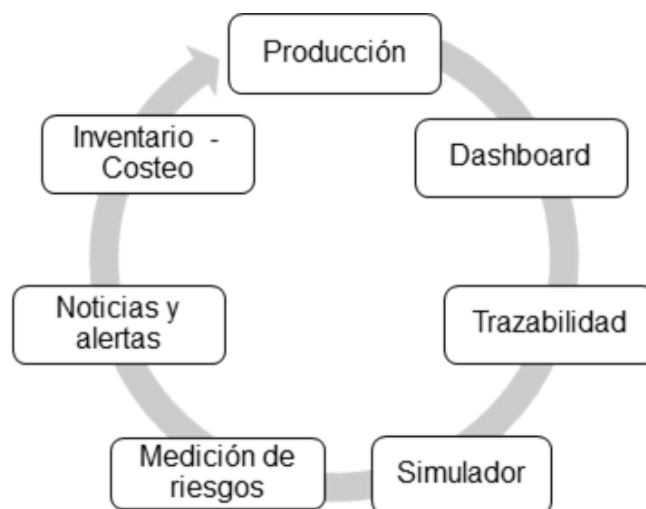 Producción
Dashboard
Trazabilidad
Simulador
Medición de
riesgos
Noticias y
alertas
Inventario -
Costeo